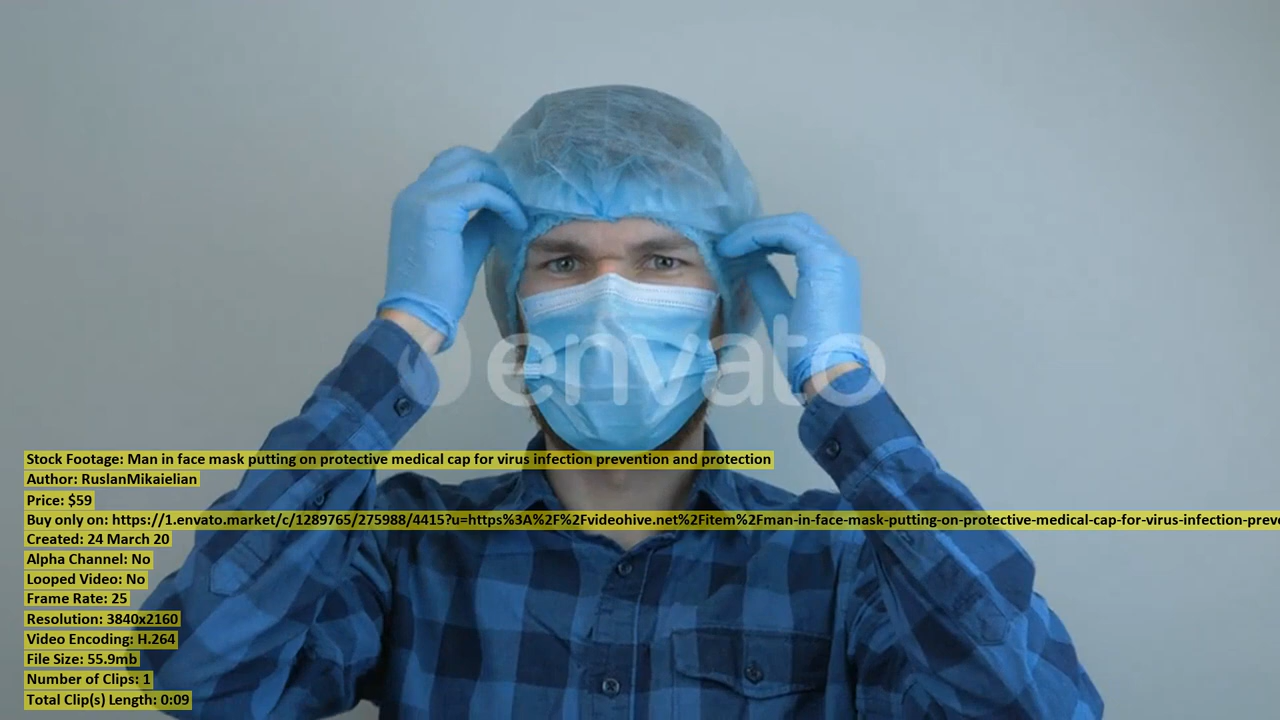 envato
Stock Footage: Man in face mask putting on protective medical cap for virus infection prevention and protection
Author: RuslanMikaielian
Price: $59
Buy only on: https://1.envato.market/c/1289765/275988/4415?u=https%3A%2F%2Fvideohive.net%2Fitem%2Fman-in-face-mask-putting-on-protective-medical-cap-for-virus-infection-preve
Created: 24 March 20
Alpha Channel: No
Looped Video: No
Frame Rate: 25
Resolution: 3840x2160
Video Encoding: H.264
File Size: 55.9mb
Number of Clips: 1
Total Clip(s) Length: 0:09